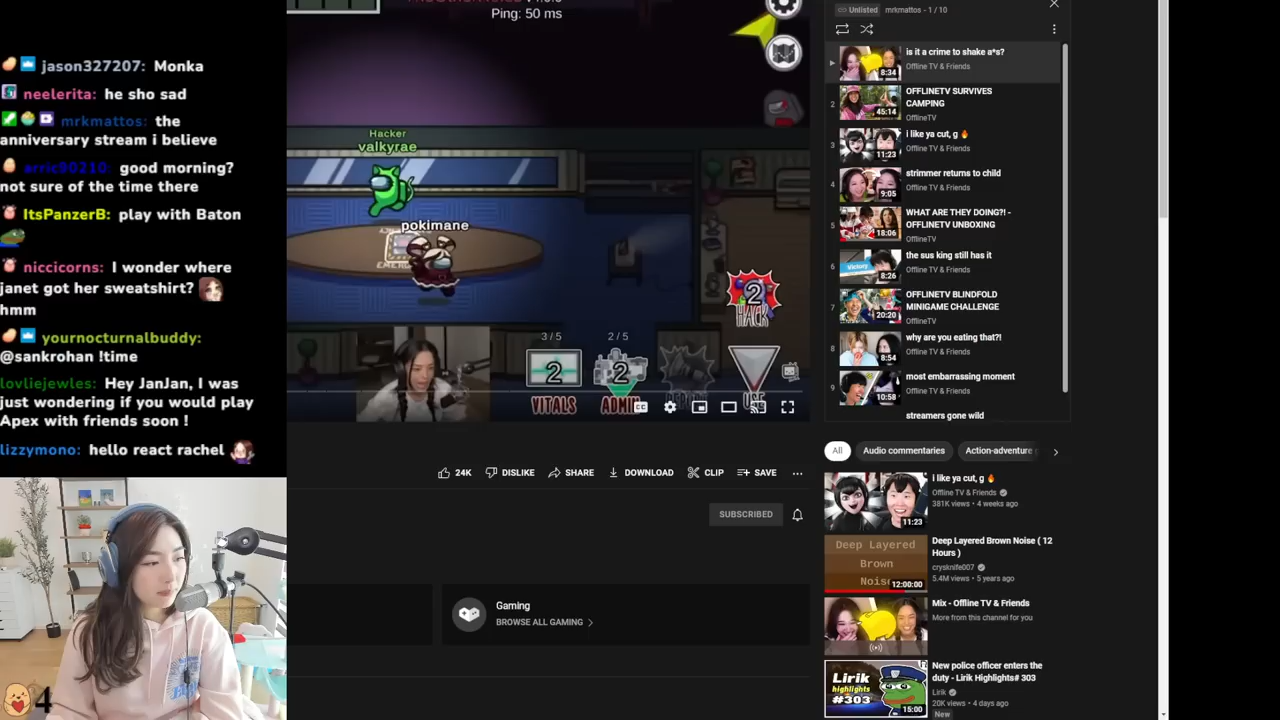 jason327207: Monka
neelerita: he sho sad
mrkmattos: the
anniversary stream i believe
arric80210: good morning?
not sure of the time there
ItsPanzerB: play with Baton
niccicorns: I wonder where
janet got her sweatshirt?
hmm
yournocturnalbuddy:
@sankrohan !time
lovliejewles: Hey JanJan, I was
just wondering if you would play
Apex with friends soon !
lizzymono: hello react rachel
4
Ping: 50 ms
Hacker
valkyrae
pokimane
2
HACK
3/5
2/5
2
2
VITALS
ADMIN
REPORT
USE
CC
24K
DISLIKE
SHARE
DOWNLOAD
CLIP
SAVE
SUBSCRIBED
Gaming
BROWSE ALL GAMING
Unlisted
mrkmattos - 1 / 10
is it a crime to shake a*s?
Offline TV & Friends
8:34
2
OFFLINETV SURVIVES
CAMPING
OfflineTV
45:14
3
i like ya cut, g 🔥
Offline TV & Friends
11:23
4
strimmer returns to child
Offline TV & Friends
9:05
5
WHAT ARE THEY DOING?! -
OFFLINETV UNBOXING
OfflineTV
18:06
6
the sus king still has it
Offline TV & Friends
Victory
8:26
7
OFFLINETV BLINDFOLD
MINIGAME CHALLENGE
OfflineTV
20:20
8
why are you eating that?!
Offline TV & Friends
8:54
9
most embarrassing moment
Offline TV & Friends
10:58
streamers gone wild
All
Audio commentaries
Action-adventure
i like ya cut, g 🔥
Offline TV & Friends
381K views • 4 weeks ago
11:23
Deep Layered
Brown
Noise
12:00:00
Deep Layered Brown Noise ( 12
Hours )
crysknife007
5.4M views • 5 years ago
Mix - Offline TV & Friends
More from this channel for you
Lirik
highlights
#303
15:00
New police officer enters the
duty - Lirik Highlights# 303
Lirik
20K views • 4 days ago
New